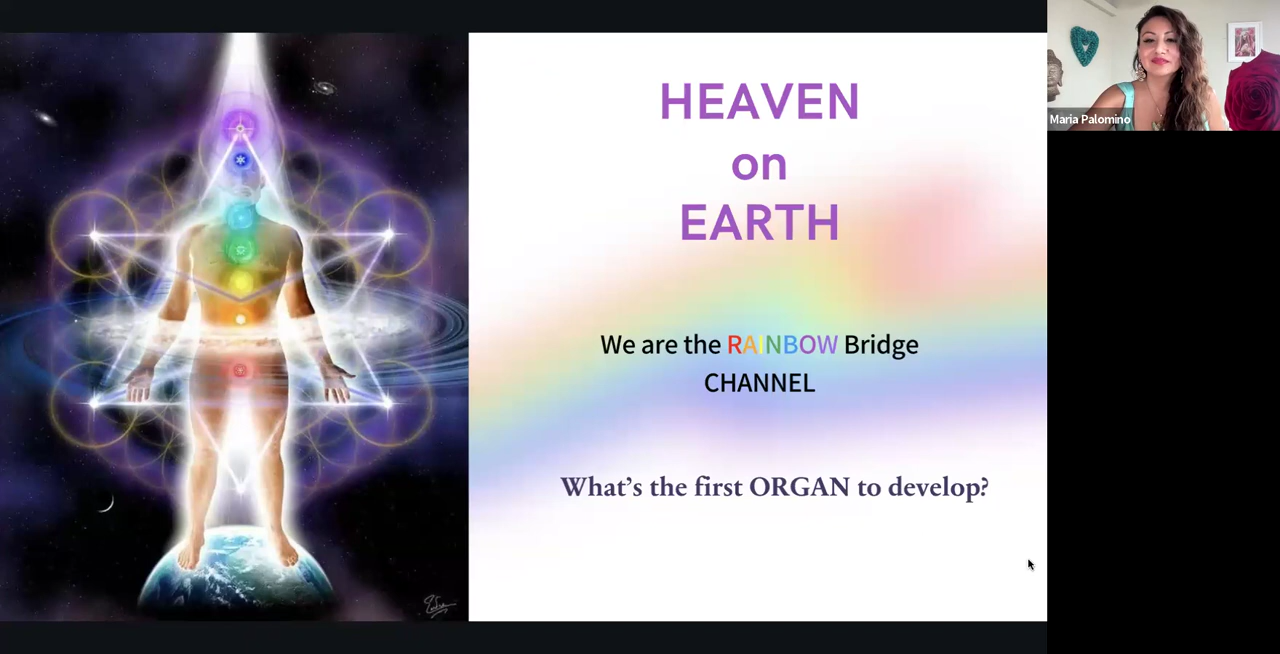 HEAVEN
on
EARTH
We are the RAINBOW Bridge
CHANNEL
What's the first ORGAN to develop?
Maria Palomino